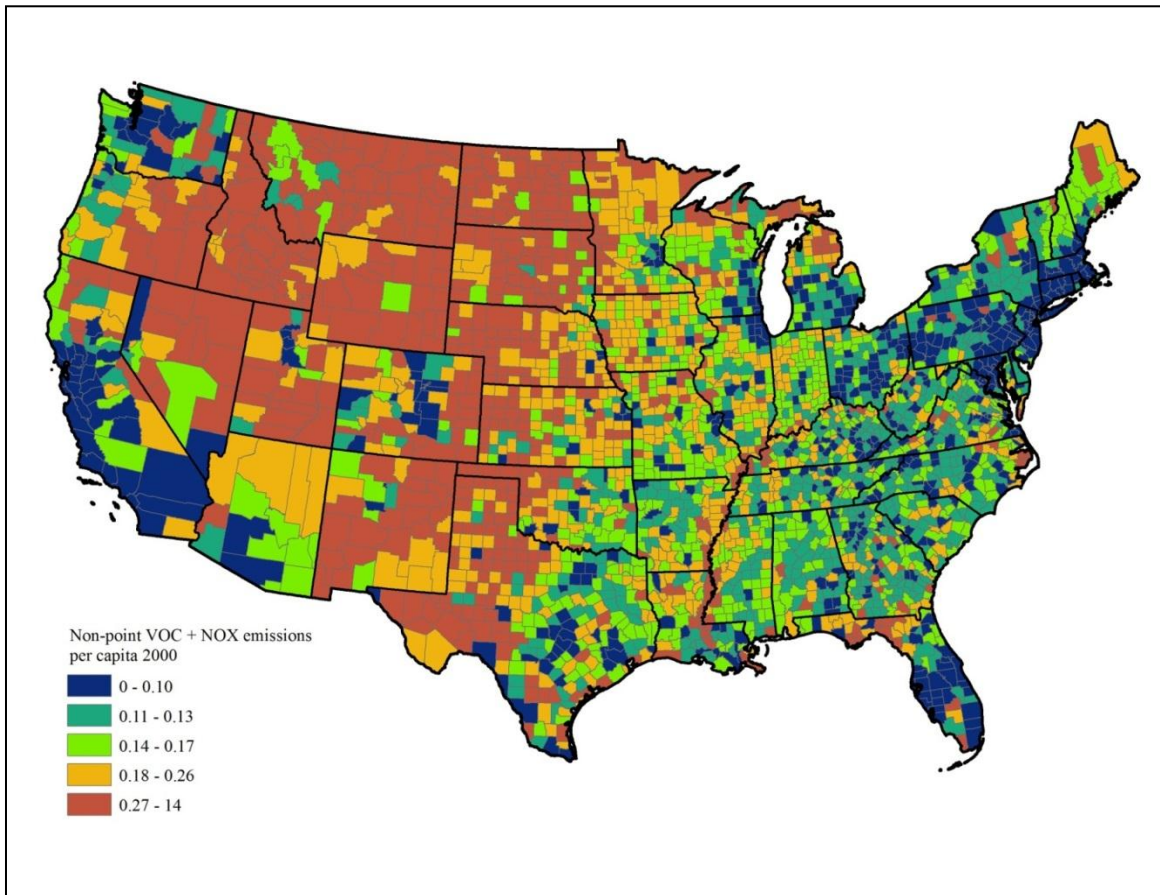 Non-point VOC + NOX emissions
per capita 2000
0 - 0.10
0.11 - 0.13
0.14 - 0.17
0.18 - 0.26
0.27 - 14